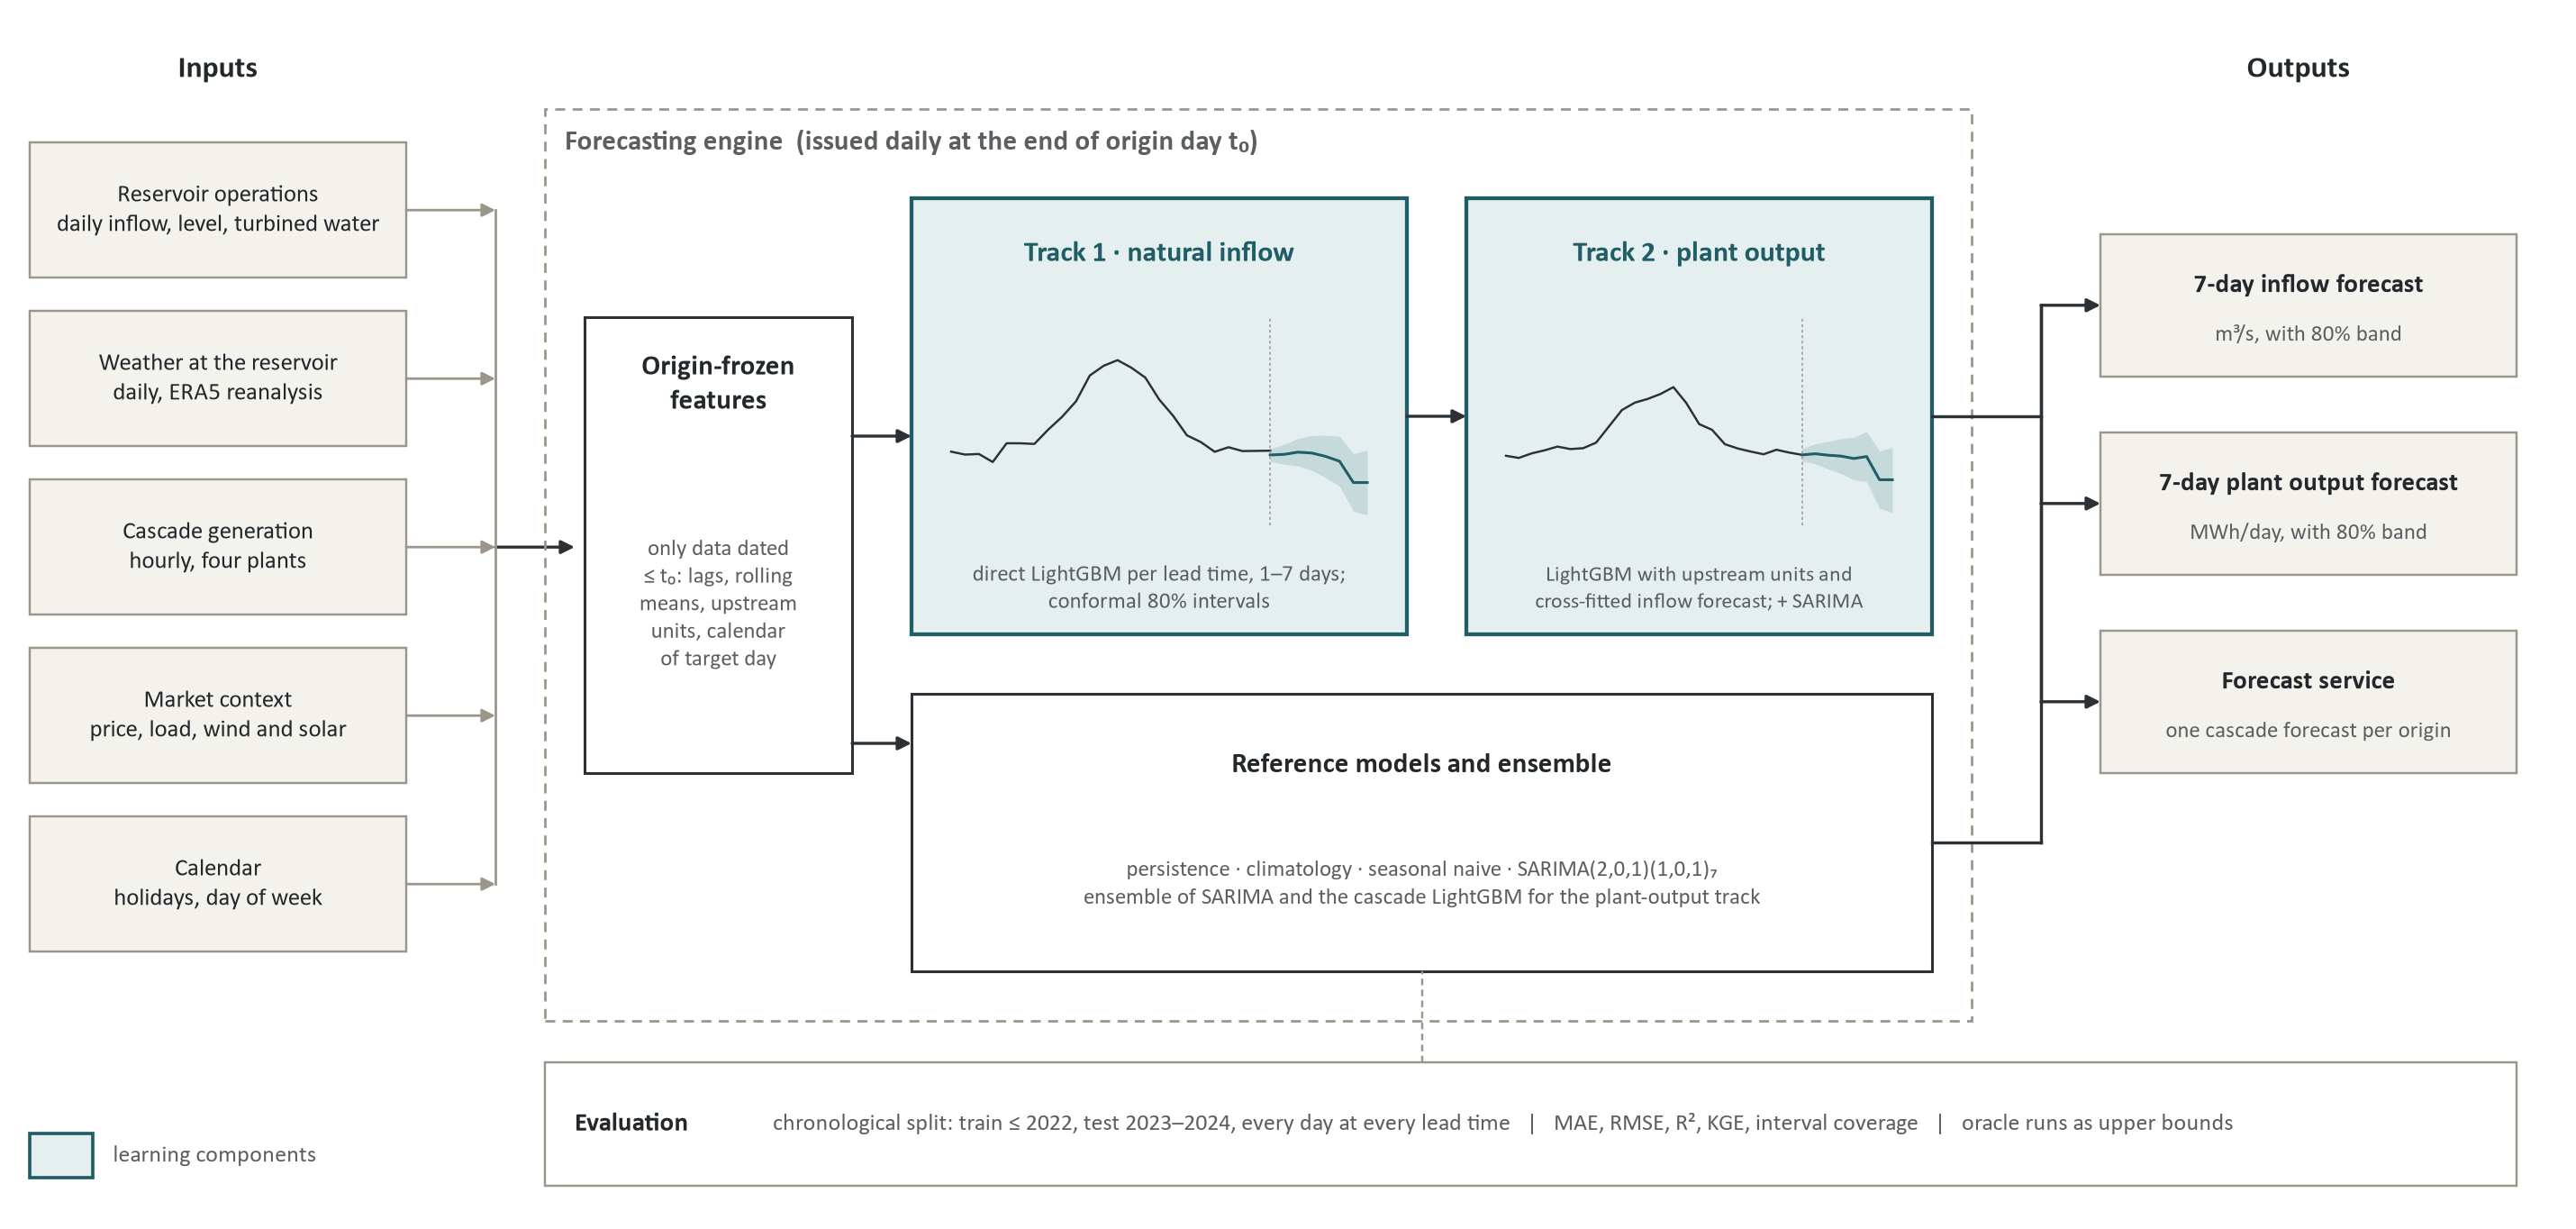 Inputs
Outputs
Reservoir operations
daily inflow, level, turbined water
Weather at the reservoir
daily, ERA5 reanalysis
Cascade generation
hourly, four plants
Market context
price, load, wind and solar
Calendar
holidays, day of week
Forecasting engine (issued daily at the end of origin day t₀)
Origin-frozen
features
only data dated
≤ t₀: lags, rolling
means, upstream
units, calendar
of target day
Track 1 · natural inflow
direct LightGBM per lead time, 1–7 days;
conformal 80% intervals
Track 2 · plant output
LightGBM with upstream units and
cross-fitted inflow forecast; + SARIMA
Reference models and ensemble
persistence · climatology · seasonal naive · SARIMA(2,0,1)(1,0,1)₇
ensemble of SARIMA and the cascade LightGBM for the plant-output track
7-day inflow forecast
m³/s, with 80% band
7-day plant output forecast
MWh/day, with 80% band
Forecast service
one cascade forecast per origin
Evaluation chronological split: train ≤ 2022, test 2023–2024, every day at every lead time | MAE, RMSE, R², KGE, interval coverage | oracle runs as upper bounds
learning components